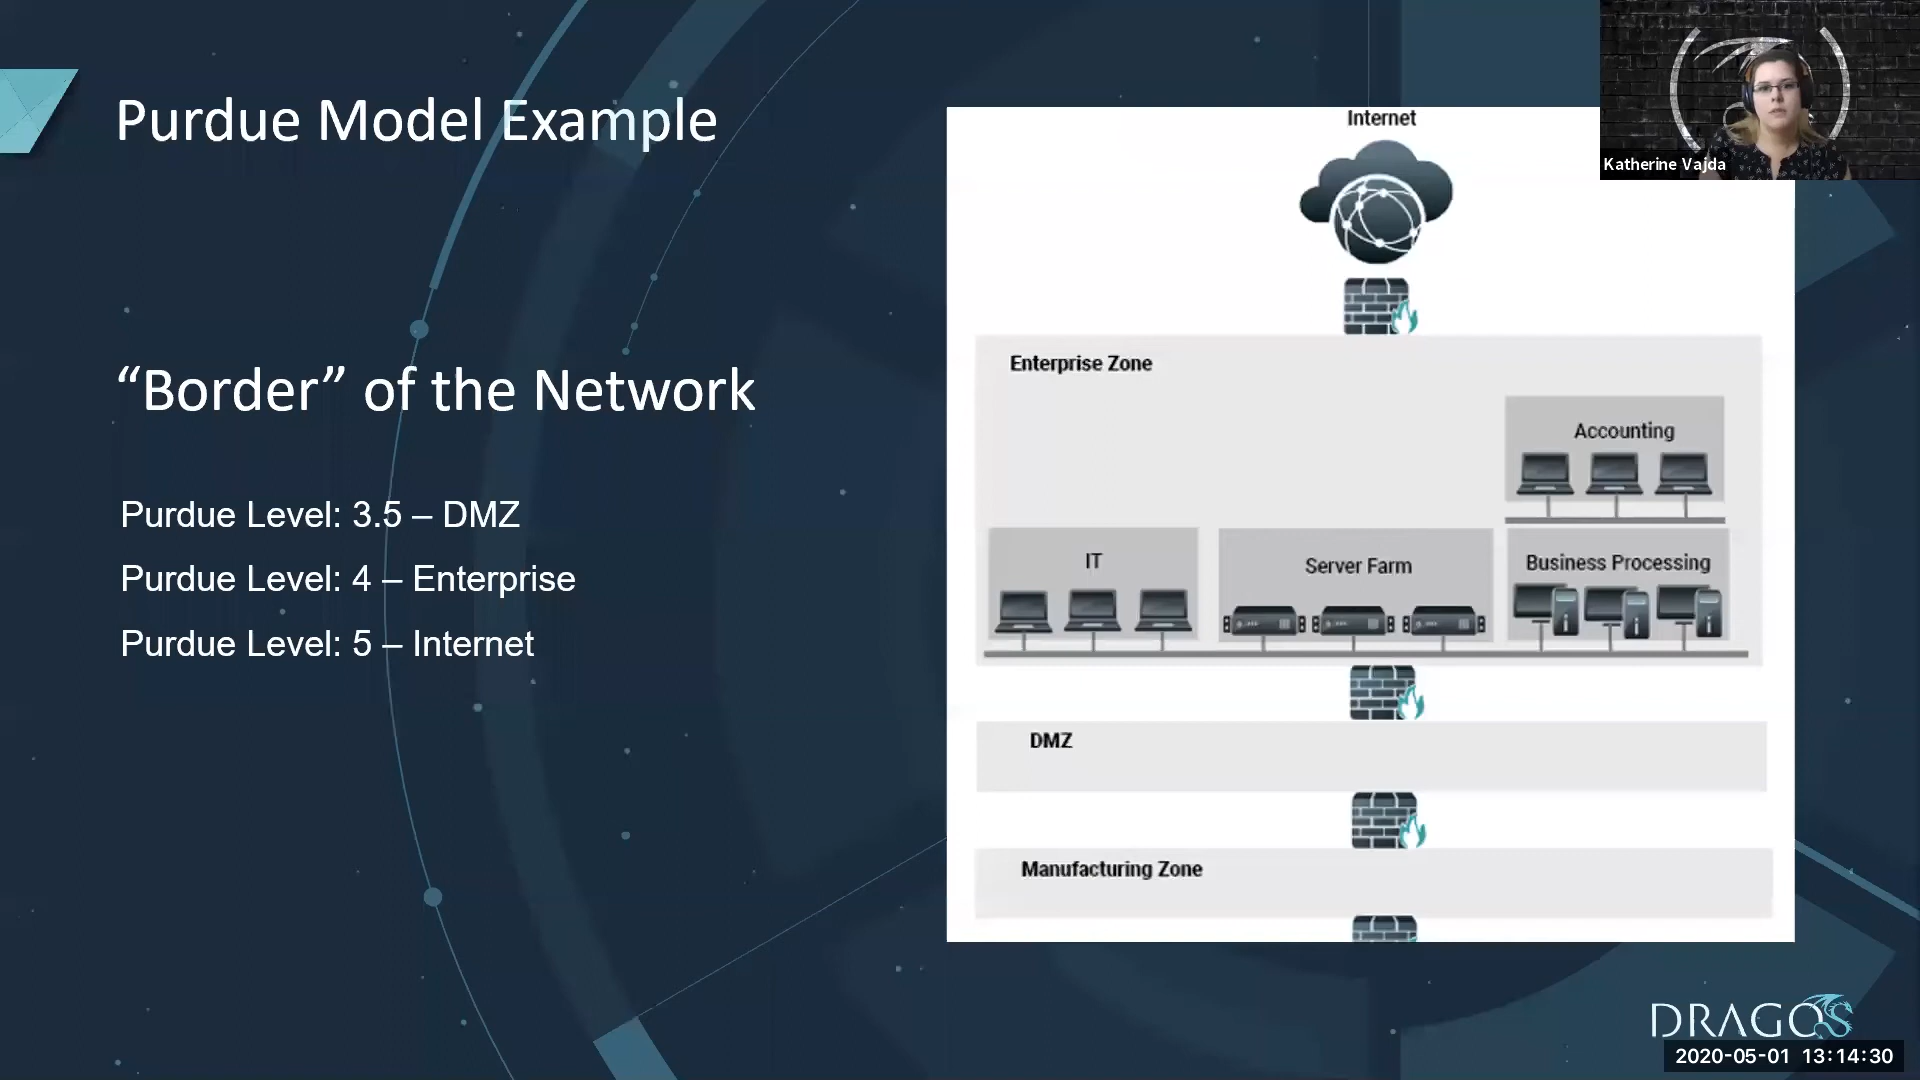 Purdue Model Example
“Border” of the Network
Purdue Level: 3.5 – DMZ
Purdue Level: 4 – Enterprise
Purdue Level: 5 – Internet
Internet
Enterprise Zone
Accounting
IT
Server Farm
Business Processing
DMZ
Manufacturing Zone
Katherine Vajda
DRAGOS
2020-05-01 13:14:30